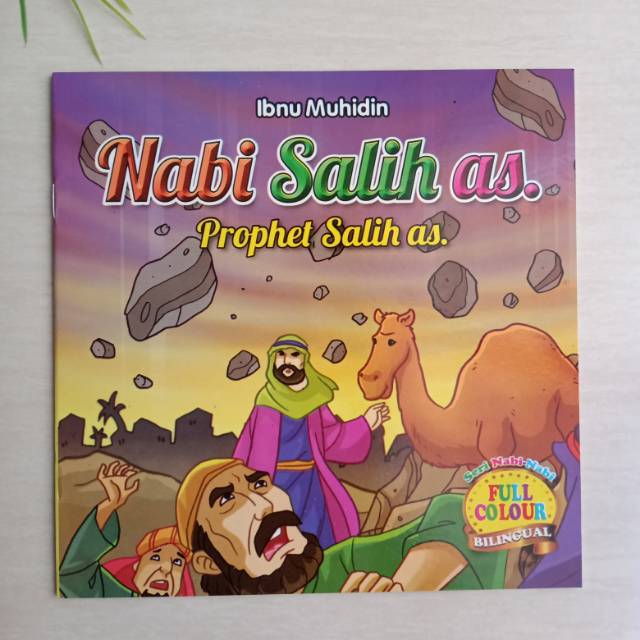 Ibnu Muhidin
Nabi Salih as.
Prophet Salih as.
Seri Nabi-Nabi
FULL
COLOUR
BILINGUAL